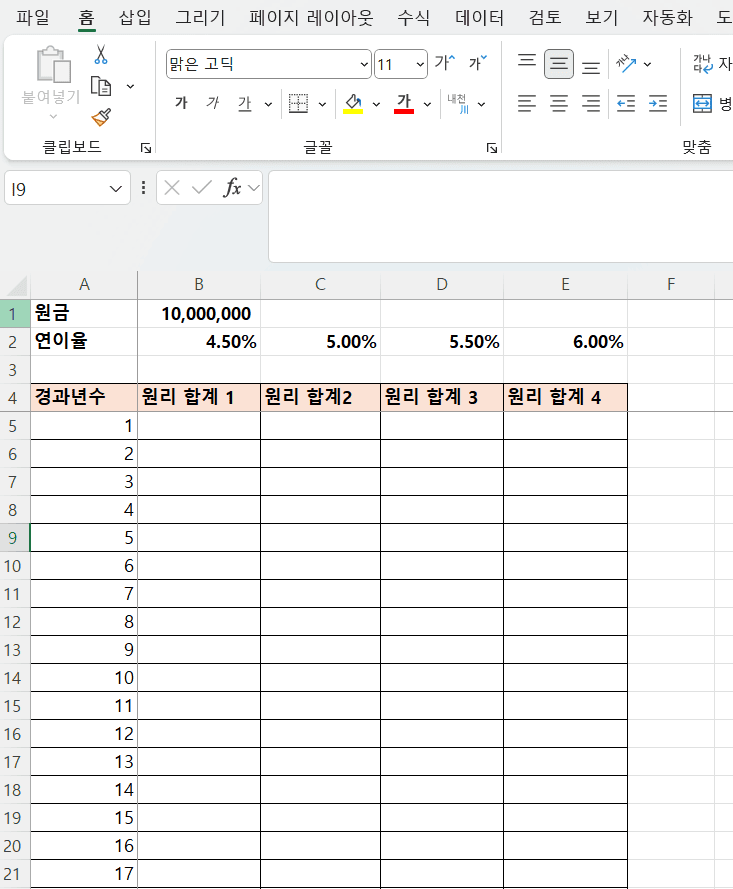 파일 홈 삽입 그리기 페이지 레이아웃 수식 데이터 검토 보기 자동화 도
붙여넣기
맑은 고딕 11 가 가
가나다 자
가 가 가 가 내천 병
클립보드 글꼴 맞춤
I9 fx
A B C D E F
1 원금 10,000,000
2 연이율 4.50% 5.00% 5.50% 6.00%
3
4 경과년수 원리 합계 1 원리 합계2 원리 합계 3 원리 합계 4
5 1
6 2
7 3
8 4
9 5
10 6
11 7
12 8
13 9
14 10
15 11
16 12
17 13
18 14
19 15
20 16
21 17